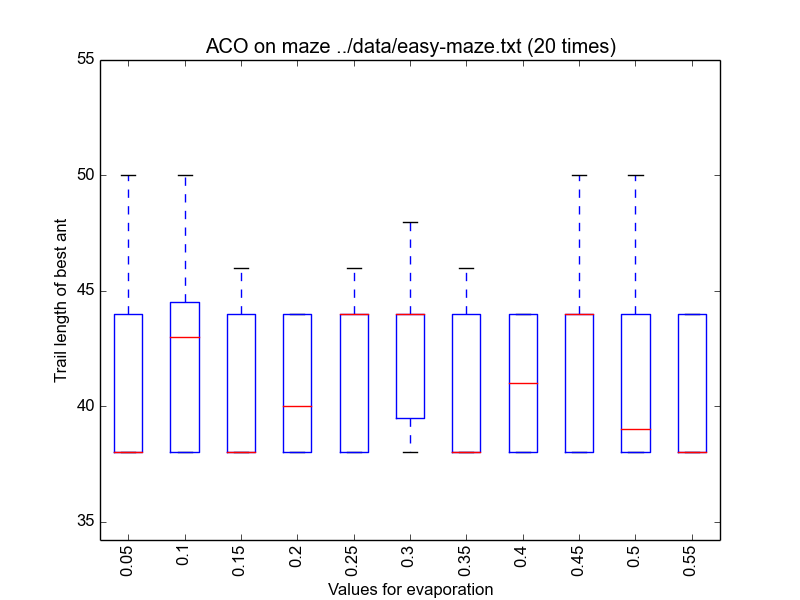 ACO on maze ../data/easy-maze.txt (20 times)
55
50
45
40
35
Trail length of best ant
0.05 0.1 0.15 0.2 0.25 0.3 0.35 0.4 0.45 0.5 0.55
Values for evaporation